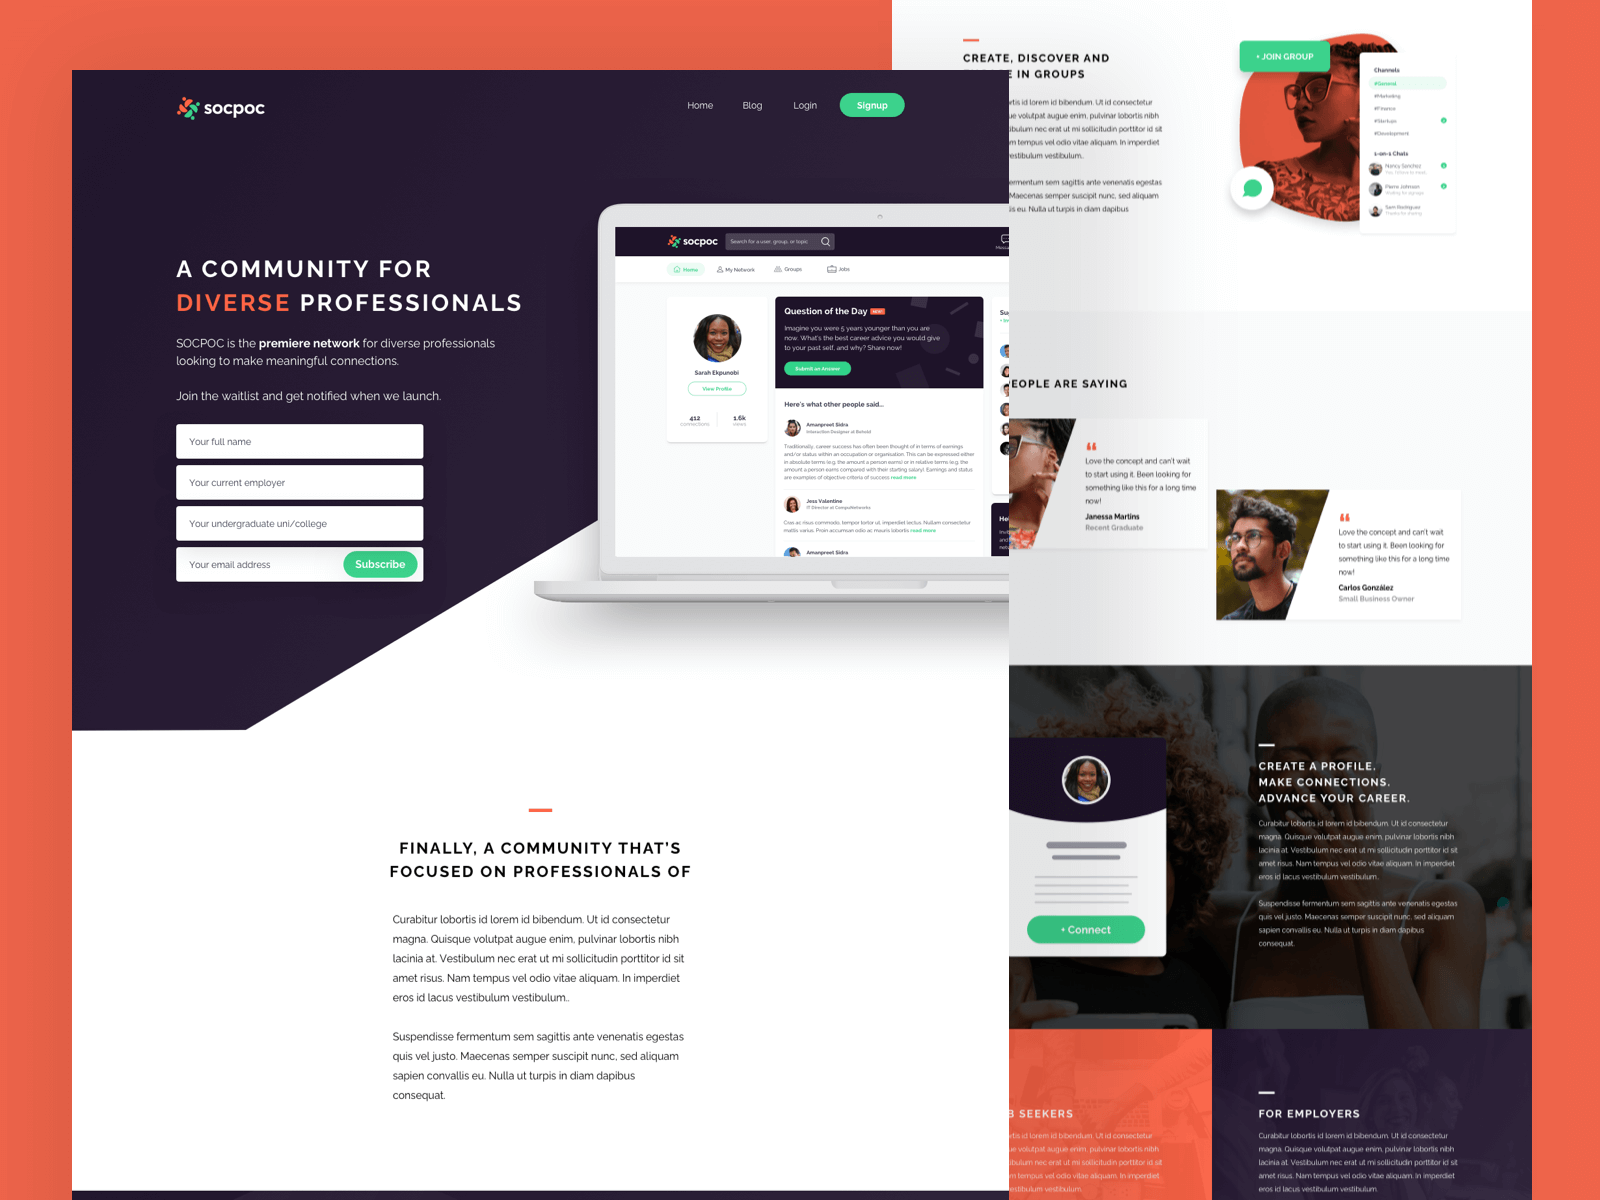 socpoc
Home
Blog
Login
Signup
A COMMUNITY FOR
DIVERSE PROFESSIONALS
SOCPOC is the premiere network for diverse professionals
looking to make meaningful connections.
Join the waitlist and get notified when we launch.
Your full name
Your current employer
Your undergraduate uni/college
Your email address
Subscribe
socpoc
Search for a user, group, or topic
Home
My Network
Groups
Jobs
Sarah Ekpunobi
View Profile
412
connections
1.6k
views
Question of the Day
NEW!
Imagine you were 5 years younger than you are
now. What's the best career advice you would give
to your past self, and why? Share now!
Submit an Answer
Here's what other people said...
Amanpreet Sidra
Interaction Designer at Behold
Traditionally, career success has often been thought of in terms of earnings
and/or status within an occupation or organisation. This can be expressed either
in absolute terms (e.g. the amount a person earns) or in relative terms (e.g. the
amount a person earns compared with their starting salary). Earnings and status
are examples of objective criteria of success read more
Jess Valentine
IT Director at CompuNetworks
Cras ac risus commodo, tempor tortor ut, imperdiet lectus. Nullam consectetur
mattis varius. Proin accumsan odio ac mauris lobortis read more
Amanpreet Sidra
FINALLY, A COMMUNITY THAT'S
FOCUSED ON PROFESSIONALS OF
Curabitur lobortis id lorem id bibendum. Ut id consectetur
magna. Quisque volutpat augue enim, pulvinar lobortis nibh
lacinia at. Vestibulum nec erat ut mi sollicitudin porttitor id sit
amet risus. Nam tempus vel odio vitae aliquam. In imperdiet
eros id lacus vestibulum vestibulum..
Suspendisse fermentum sem sagittis ante venenatis egestas
quis vel justo. Maecenas semper suscipit nunc, sed aliquam
sapien convallis eu. Nulla ut turpis in diam dapibus
consequat.
CREATE, DISCOVER AND
IN GROUPS
id lorem id bibendum. Ut id consectetur
volutpat augue enim, pulvinar lobortis nibh
nec erat ut mi sollicitudin porttitor id sit
tempus vel odio vitae aliquam. In imperdiet
vestibulum vestibulum..
sem sagittis ante venenatis egestas
Maecenas semper suscipit nunc, sed aliquam
eu. Nulla ut turpis in diam dapibus
+ JOIN GROUP
Channels
#General
#Marketing
#Finance
#Startups
#Development
1-on-1 Chats
Nancy Sanchez
Pierre Johnson
Sam Rodriguez
Thanks for sharing
EOPLE ARE SAYING
“
Love the concept and can't wait
to start using it. Been looking for
something like this for a long time
now!
Janessa Martins
Recent Graduate
“
Love the concept and can't wait
to start using it. Been looking for
something like this for a long time
now!
Carlos González
Small Business Owner
+ Connect
CREATE A PROFILE.
MAKE CONNECTIONS.
ADVANCE YOUR CAREER.
Curabitur lobortis id lorem id bibendum. Ut id consectetur
magna. Quisque volutpat augue enim, pulvinar lobortis nibh
lacinia at. Vestibulum nec erat ut mi sollicitudin porttitor id sit
amet risus. Nam tempus vel odio vitae aliquam. In imperdiet
eros id lacus vestibulum vestibulum..
Suspendisse fermentum sem sagittis ante venenatis egestas
quis vel justo. Maecenas semper suscipit nunc, sed aliquam
sapien convallis eu. Nulla ut turpis in diam dapibus
consequat.
B SEEKERS
id lorem id bibendum. Ut id consectetur
volutpat augue enim, pulvinar lobortis nibh
nec erat ut mi sollicitudin porttitor id sit
tempus vel odio vitae aliquam. In imperdiet
vestibulum vestibulum..
FOR EMPLOYERS
Curabitur lobortis id lorem id bibendum. Ut id consectetur
magna. Quisque volutpat augue enim, pulvinar lobortis nibh
lacinia at. Vestibulum nec erat ut mi sollicitudin porttitor id sit
amet risus. Nam tempus vel odio vitae aliquam. In imperdiet
eros id lacus vestibulum vestibulum..